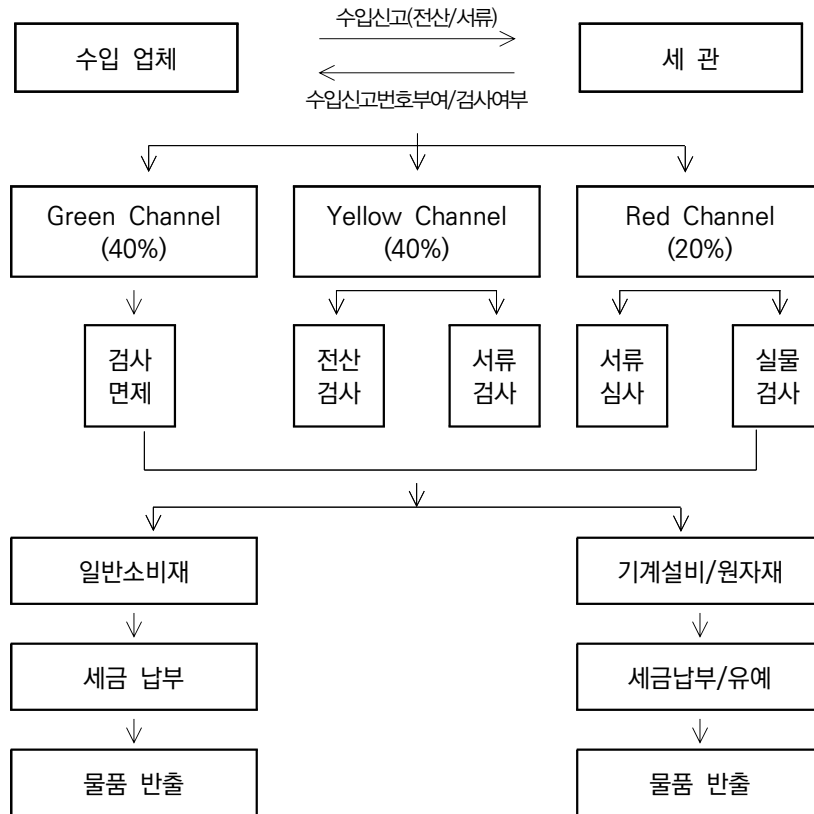 수입신고(전산/서류)
수입 업체
세 관
수입신고번호부여/검사여부
Green Channel
(40%)
Yellow Channel
(40%)
Red Channel
(20%)
검사
면제
전산
검사
서류
검사
서류
심사
실물
검사
일반소비재
기계설비/원자재
세금 납부
세금납부/유예
물품 반출
물품 반출